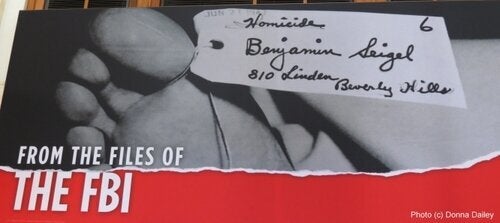 Homicide
6
Benjamin Seigel
810 Linden
Beverly Hills
FROM THE FILES OF
THE FBI
Photo (c) Donna Dailey